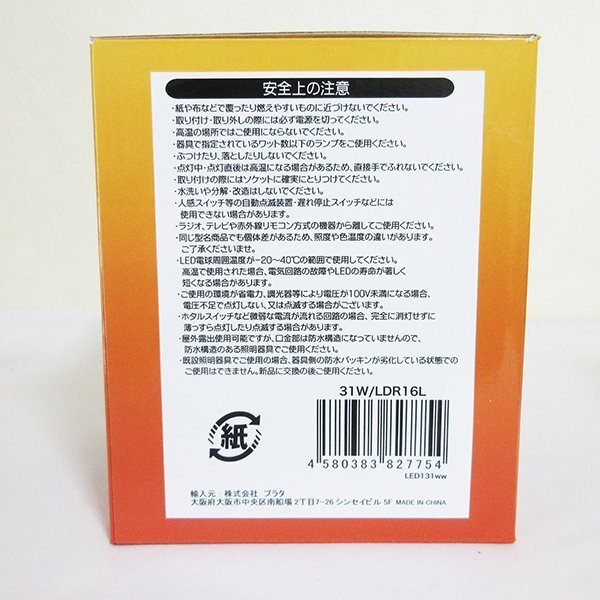 安全上の注意
・紙や布などで覆ったり燃えやすいものに近づけないでください。
・取り付け・取り外しの際には必ず電源を切ってください。
・高温の場所ではご使用にならないでください。
・器具で指定されているワット数以下のランプをご使用ください。
・ぶつけたり、落としたりしないでください。
・点灯中・点灯直後は高温になる場合があるため、直接手でふれないでください。
・取り付けの際にはソケットに確実にとりつけてください。
・水洗いや分解・改造はしないでください。
・人感スイッチ等の自動点滅装置・遅れ停止スイッチなどには
使用できない場合があります。
・ラジオ、テレビや赤外線リモコン方式の機器から離してご使用ください。
・同じ型名商品でも個体差があるため、照度や色温度の違いがあります。
ご了承くださいませ。
・LED電球周囲温度が-20〜40℃の範囲で使用してください。
高温で使用された場合、電気回路の故障やLEDの寿命が著しく
短くなる場合があります。
・ご使用の環境が省電力、調光器等により電圧が100V未満になる場合、
電圧不足で点灯しない、又は点滅する場合がございます。
・ホタルスイッチなど微弱な電流が流れる回路の場合、完全に消灯せずに
薄っすら点灯したり点滅する場合があります。
・屋外露出使用可能ですが、口金部は防水構造になっていませんので、
防水構造のある照明器具でご使用ください。
・既設照明器具でご使用の場合、器具側の防水パッキンが劣化している状態での
ご使用はできません。新品に交換の後ご使用ください。
31W/LDR16L
紙
4 580383 827754
LED131ww
輸入元：株式会社 プラタ
大阪府大阪市中央区南船場2丁目7-26 シンセイビル 5F MADE IN CHINA